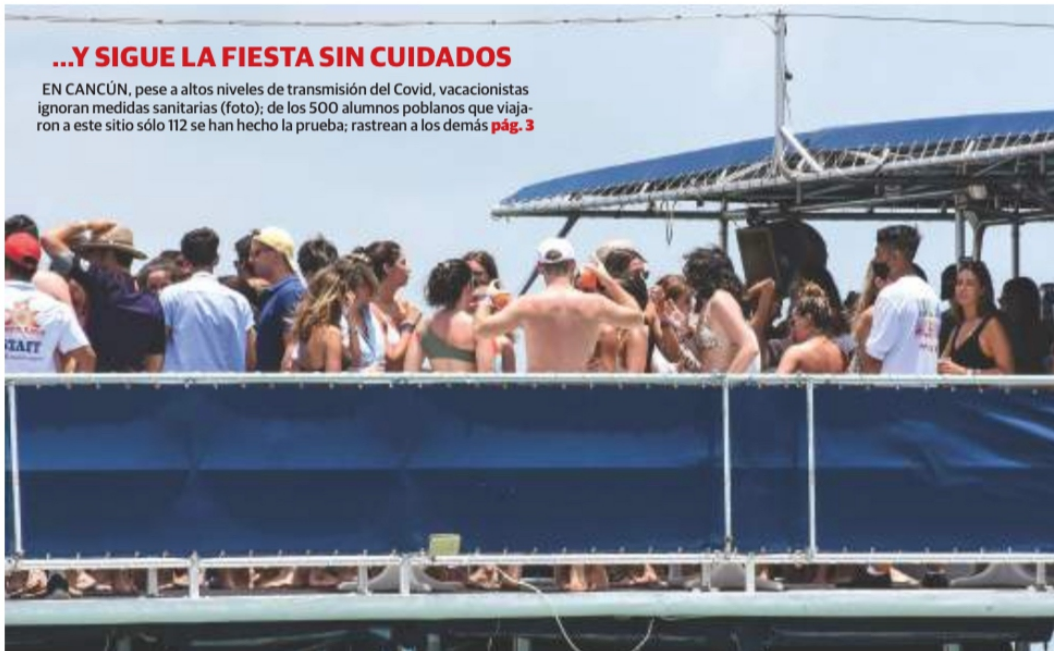 ...Y SIGUE LA FIESTA SIN CUIDADOS
EN CANCÚN, pese a altos niveles de transmisión del Covid, vacacionistas
ignoran medidas sanitarias (foto); de los 500 alumnos poblanos que viaja-
ron a este sitio sólo 112 se han hecho la prueba; rastrean a los demás pág. 3
STAFF